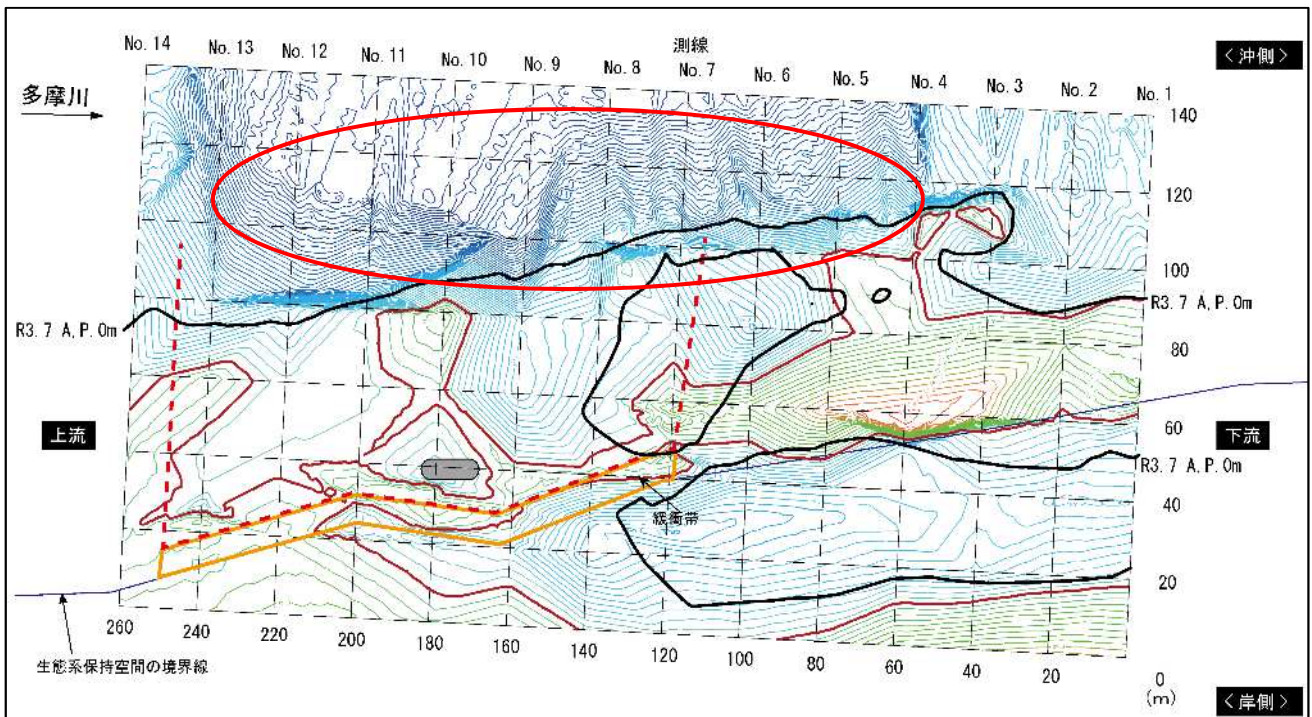 No. 14
No. 13
No. 12
No. 11
No. 10
No. 9
No. 8
測線
No. 7
No. 6
No. 5
No. 4
No. 3
No. 2
No. 1
<沖側>
多摩川
140
120
100
R3.7 A.P.0m
R3.7 A.P.0m
80
上流
60
下流
R3.7 A.P.0m
40
緩衝帯
20
260
240
220
200
180
160
140
120
100
80
60
40
20
0
(m)
生態系保持空間の境界線
<岸側>